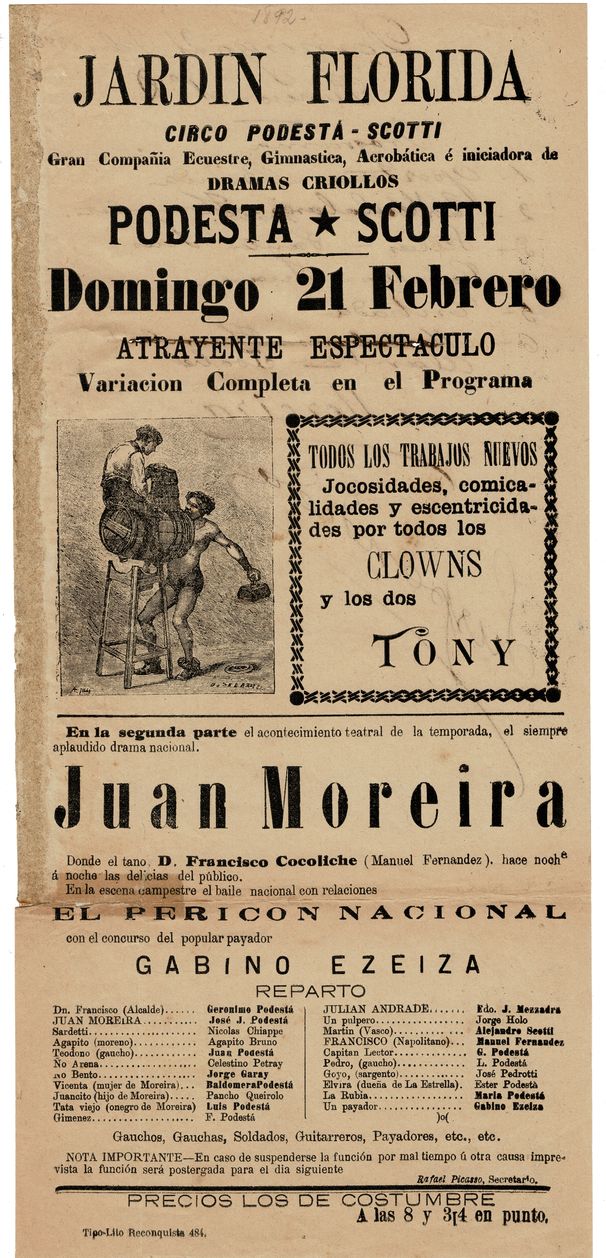 1892.
JARDIN FLORIDA
CIRCO PODESTÁ - SCOTTI
Gran Compañia Ecuestre, Gimnastica, Acrobática é iniciadora de
DRAMAS CRIOLLOS
PODESTA ★ SCOTTI
Domingo 21 Febrero
ATRAYENTE ESPECTACULO
Variacion Completa en el Programa
TODOS LOS TRABAJOS NUEVOS
Jocosidades, comica-
lidades y escentricida-
des por todos los
CLOWNS
y los dos
TONY
En la segunda parte el acontecimiento teatral de la temporada, el siempre
aplaudido drama nacional.
Juan Moreira
Donde el tano, D. Francisco Cocoliche (Manuel Fernandez). hace noche
á noche las delicias del público.
En la escena campestre el baile nacional con relaciones
EL PERICON NACIONAL
con el concurso del popular payador
GABINO EZEIZA
REPARTO
Dn. Francisco (Alcalde)...... Geronimo Podestá
JUAN MOREIRA........... José J. Podestá
Sardetti..................... Nicolas Chiappe
Agapito (moreno)............ Agapito Bruno
Teodono (gaucho)............ Juan Podestá
No Arena.................... Celestino Petray
No Bento.................... Jorge Garay
Vicenta (mujer de Moreira)... Baldomera Podestá
Juancito (hijo de Moreira).... Pancho Queirolo
Tata viejo (onegro de Moreira) Luis Podestá
Gimenez.................... F. Podestá
JULIAN ANDRADE....... Edo. J. Mezzadra
Un pulpero................. Jorge Holo
Martin (Vasco).............. Alejandro Scotti
FRANCISCO (Napolitano)... Manuel Fernandez
Capitan Lector.............. G. Podestá
Pedro, (gaucho)............. L. Podestá
Goyo, (sargento)............ José Pedrotti
Elvira (dueña de La Estrella). Ester Podestà
La Rubia................... Maria Podestá
Un payador................. Gabino Ezeiza
)o(
Gauchos, Gauchas, Soldados, Guitarreros, Payadores, etc., etc.
NOTA IMPORTANTE—En caso de suspenderse la función por mal tiempo ú otra causa impre-
vista la función será postergada para el dia siguiente
Rafael Picasso, Secretario.
PRECIOS LOS DE COSTUMBRE
A las 8 y 3[4 en punto.
Tipo-Lito Reconquista 484.